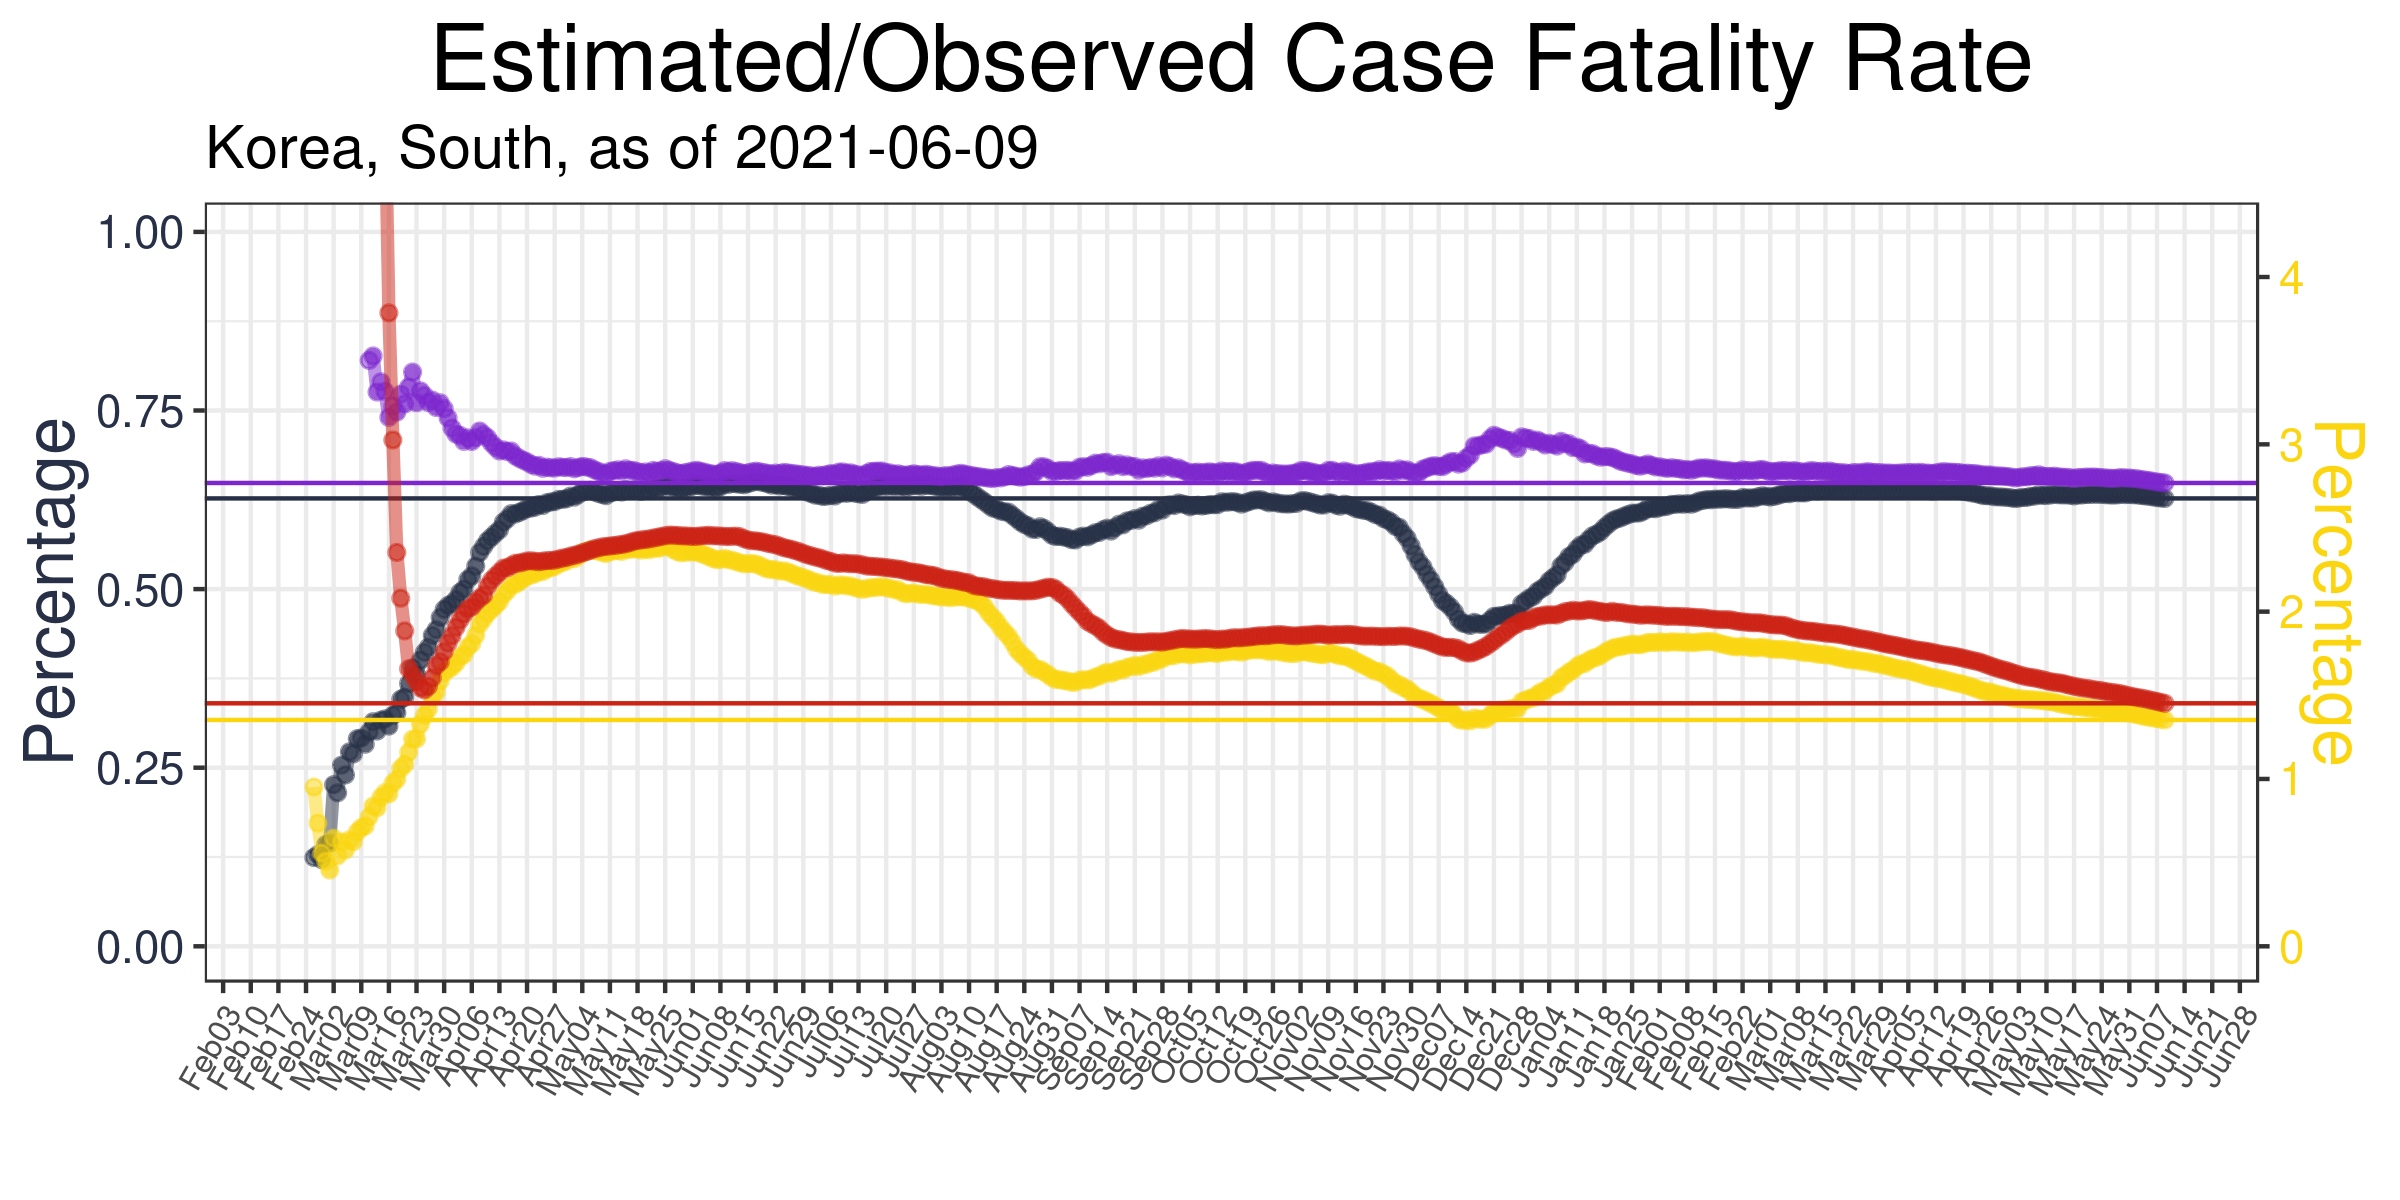 Estimated/Observed Case Fatality Rate
Korea, South, as of 2021-06-09
Percentage
1.00
0.75
0.50
0.25
0.00
4
3
2
1
0
Percentage
Feb03
Feb10
Feb17
Feb24
Mar02
Mar09
Mar16
Mar23
Mar30
Apr06
Apr13
Apr20
Apr27
May04
May11
May18
May25
Jun01
Jun08
Jun15
Jun22
Jun29
Jul06
Jul13
Jul20
Jul27
Aug03
Aug10
Aug17
Aug24
Aug31
Sep07
Sep14
Sep21
Sep28
Oct05
Oct12
Oct19
Oct26
Nov02
Nov09
Nov16
Nov23
Nov30
Dec07
Dec14
Dec21
Dec28
Jan04
Jan11
Jan18
Jan25
Feb01
Feb08
Feb15
Feb22
Mar01
Mar08
Mar15
Mar22
Mar29
Apr05
Apr12
Apr19
Apr26
May03
May10
May17
May24
May31
Jun07
Jun14
Jun21
Jun28